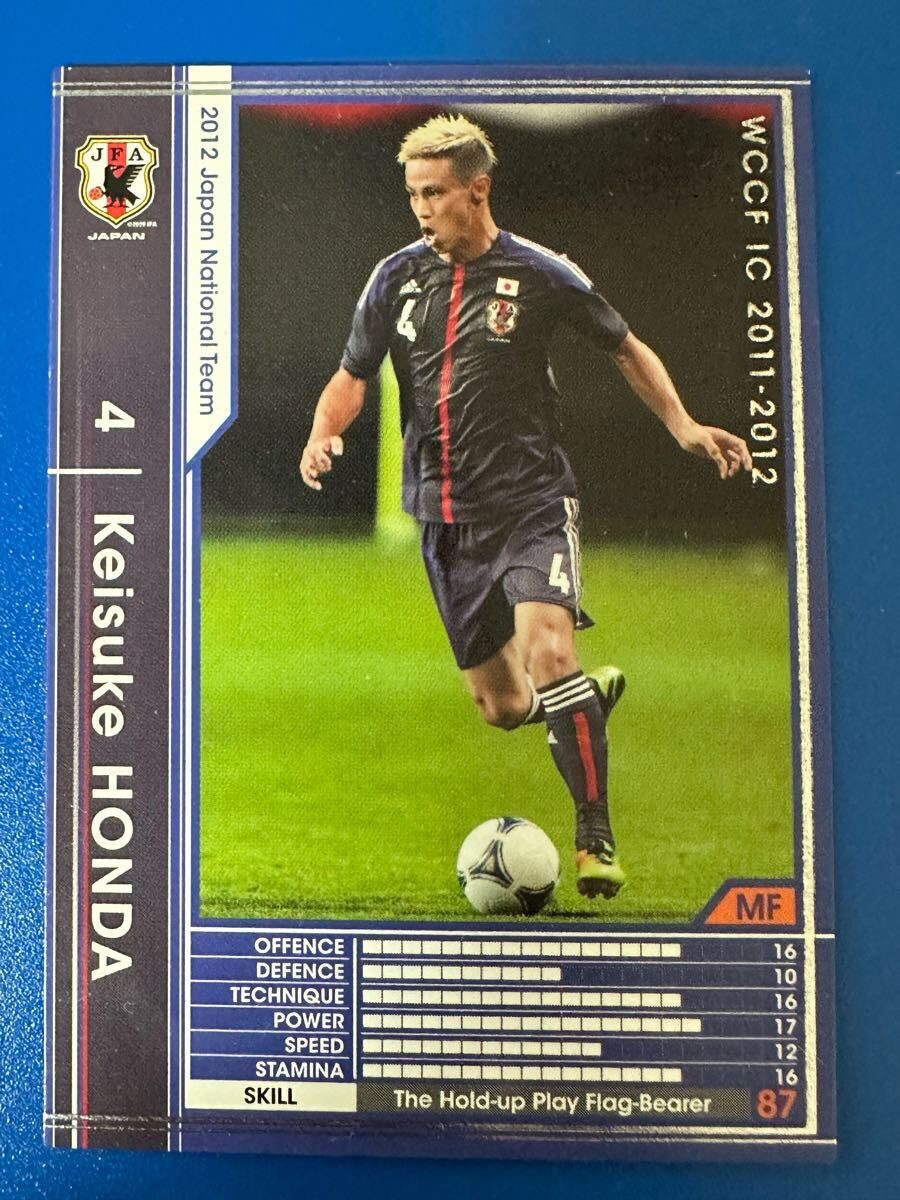 JFA
JAPAN
2012 Japan National Team
WCCF IC 2011-2012
4
4
4 Keisuke HONDA
MF
OFFENCE 16
DEFENCE 10
TECHNIQUE 16
POWER 17
SPEED 12
STAMINA 16
SKILL The Hold-up Play Flag-Bearer 87